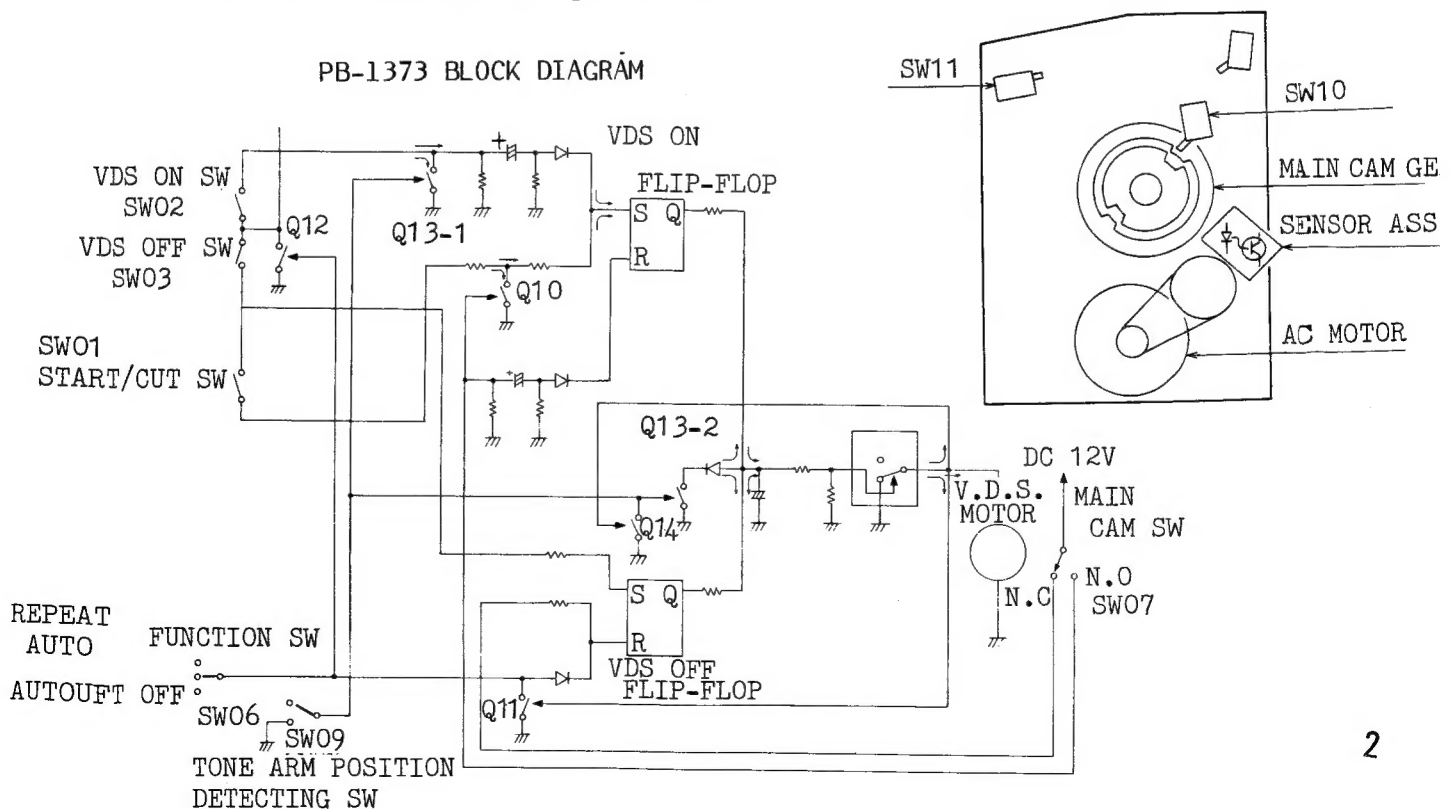 PB-1373 BLOCK DIAGRAM
SW11
SW10
MAIN CAM GE
SENSOR ASS
AC MOTOR
VDS ON
FLIP-FLOP
S Q
R
VDS ON SW
SW02
Q12
VDS OFF SW
SW03
Q13-1
Q10
SW01
START/CUT SW
Q13-2
DC 12V
V.D.S.
MOTOR
MAIN
CAM SW
Q14
N.C
N.O
SW07
S Q
R
VDS OFF
FLIP-FLOP
REPEAT
AUTO
FUNCTION SW
AUTOUFT OFF
SW06
SW09
Q11
TONE ARM POSITION
DETECTING SW
2